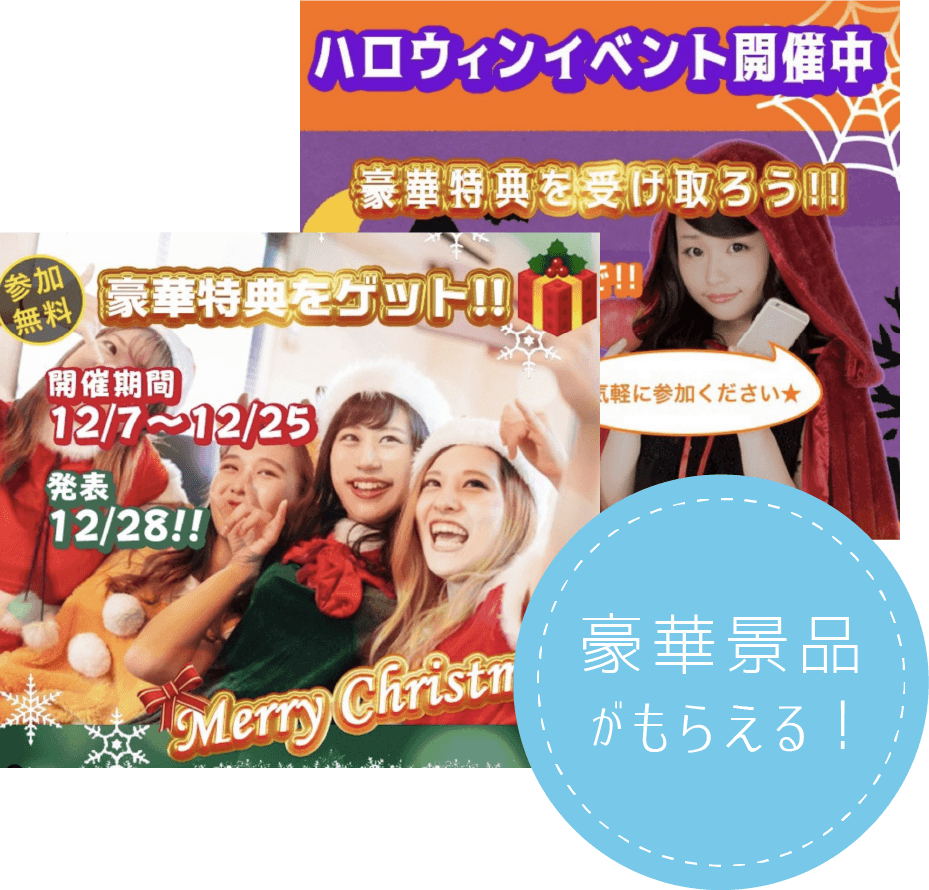 ハロウィンイベント開催中
豪華特典を受け取ろう!!
!!
気軽に参加ください★
参加
無料
豪華特典をゲット!!
開催期間
12/7〜12/25
発表
12/28!!
Merry Christm
豪華景品
がもらえる!